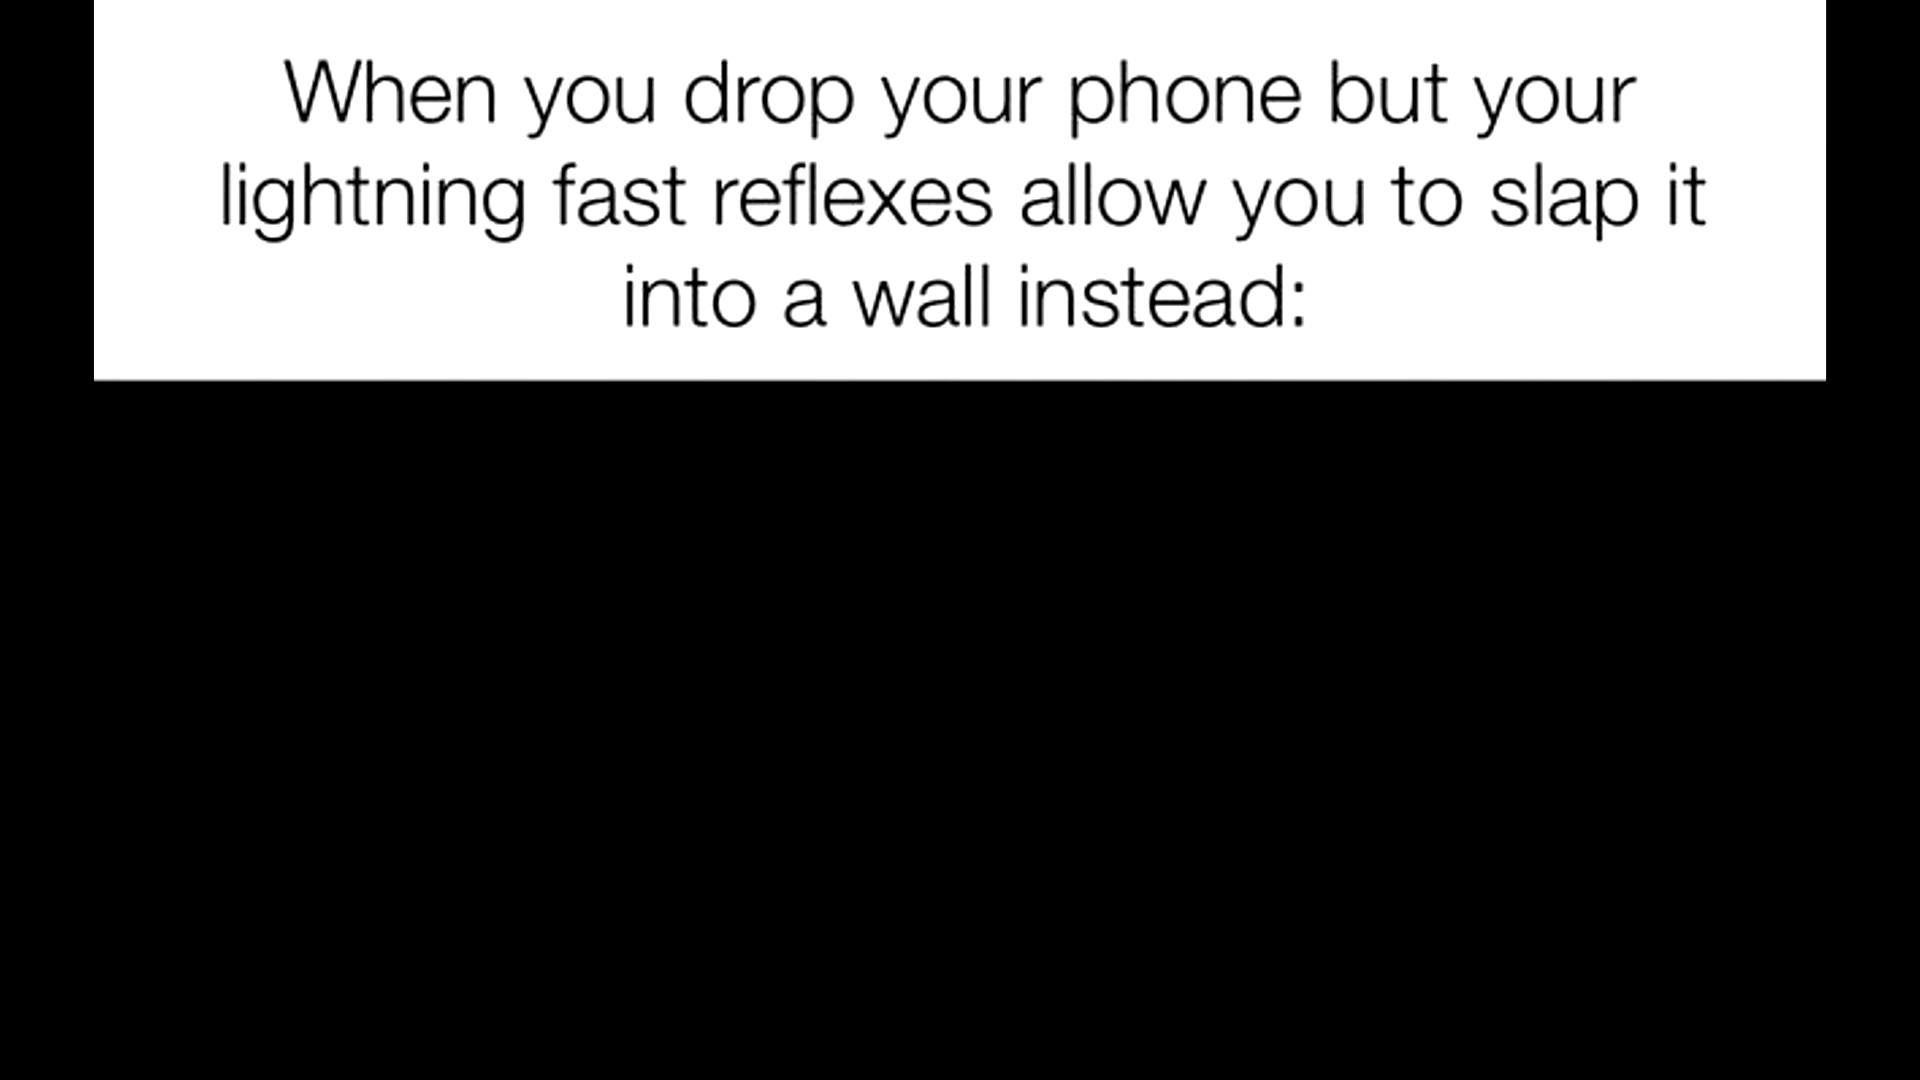 When you drop your phone but your
lightning fast reflexes allow you to slap it
into a wall instead: